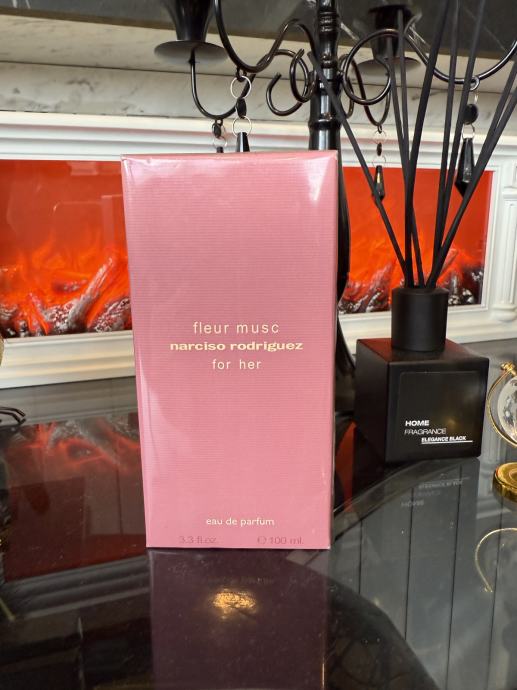 fleur musc
narciso rodriguez
for her
eau de parfum
3.3 fl.oz. ℮ 100 ml.
HOME
FRAGRANCE
ELEGANCE BLACK